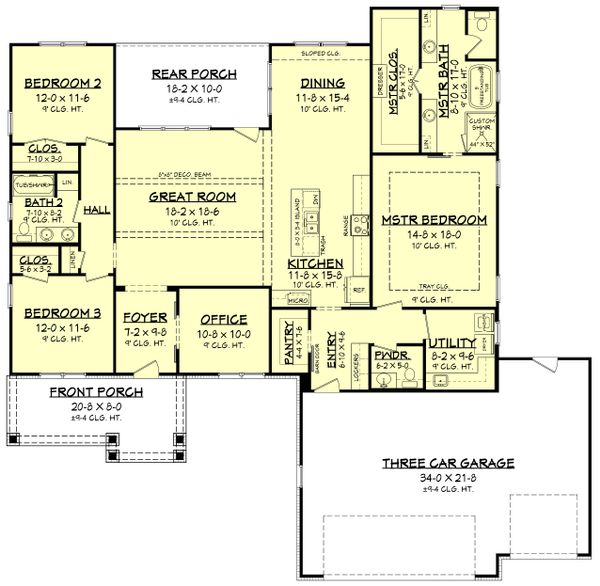 BEDROOM 2
12-0 X 11-6
9' CLG. HT.
REAR PORCH
18-2 X 10-0
±9-4 CLG. HT.
SLOPED CLG.
DINING
11-8 X 15-4
10' CLG. HT.
DRESSER
MSTR CLOS.
5-6 X 17-0
9' CLG. HT.
LIN.
MSTR BATH
8-10 X 17-0
9' CLG. HT.
FREESTANDING
TUB
CUSTOM
SHWR
44" X 52"
LIN.
CLOS.
7-10 X 3-0
TUB/SHWR
LIN.
BATH 2
7-10 X 8-2
9' CLG. HT.
HALL
8"X8" DECO. BEAM
GREAT ROOM
18-2 X 18-6
10' CLG. HT.
8-0 X 3-4 ISLAND
D/W
TRASH
RANGE
KITCHEN
11-8 X 15-8
10' CLG. HT.
MICRO
REF.
MSTR BEDROOM
14-8 X 18-0
10' CLG. HT.
TRAY CLG.
9' CLG. HT.
CLOS.
5-6 X 3-2
LINEN
BEDROOM 3
12-0 X 11-6
9' CLG. HT.
FOYER
7-2 X 9-8
9' CLG. HT.
OFFICE
10-8 X 10-0
9' CLG. HT.
PANTRY
4-4 X 7-6
BARN DOOR
ENTRY
6-10 X 9-6
LOCKERS
PWDR.
6-2 X 5-0
UTILITY
8-2 X 9-6
9' CLG. HT.
FRONT PORCH
20-8 X 8-0
±9-4 CLG. HT.
THREE CAR GARAGE
34-0 X 21-8
±9-4 CLG. HT.